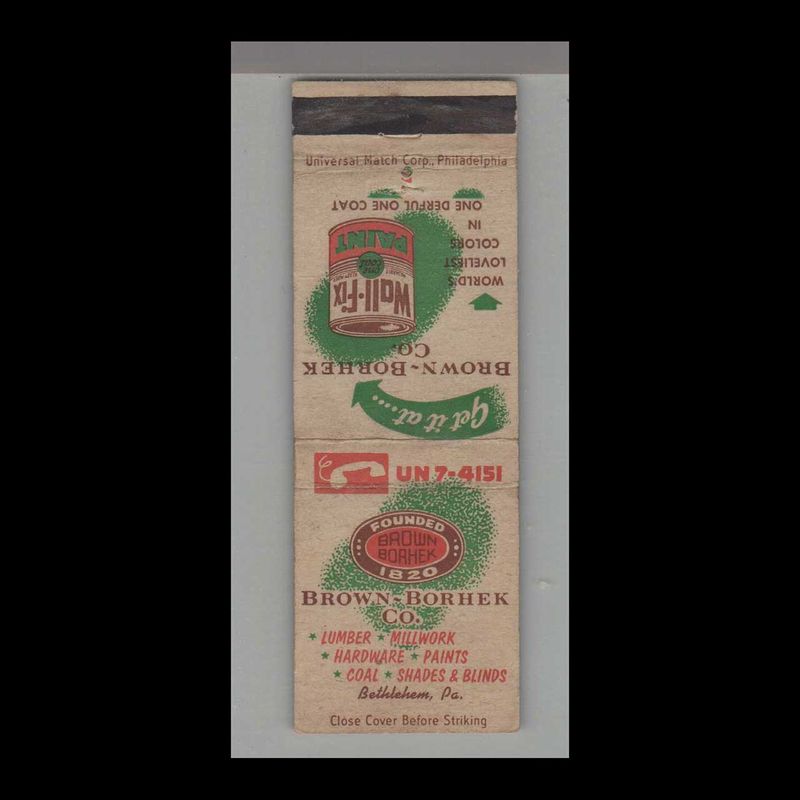 Universal Match Corp., Philadelphia
Get it at....
BROWN~BORHEK
CO.
WORLD'S
LOVELIEST
COLORS
IN
ONE DERFUL ONE COAT
Wall-Fix
one
coat
PAINT
UN 7-4151
FOUNDED
BROWN
BORHEK
1820
BROWN~BORHEK
CO.
★ LUMBER ★ MILLWORK
★ HARDWARE ★ PAINTS
★ COAL ★ SHADES & BLINDS
Bethlehem, Pa.
Close Cover Before Striking